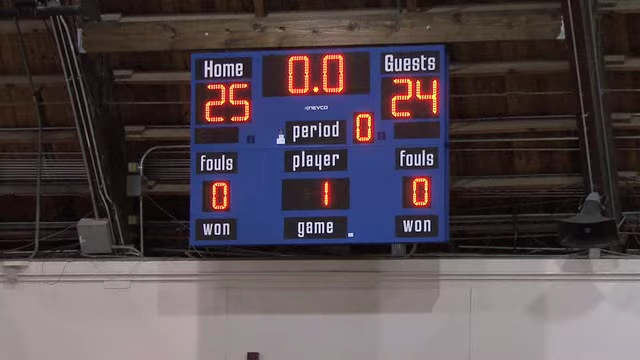 Home 0.0 Guests
25 24
NEVCO
period 0
fouls player fouls
0 1 0
won game won